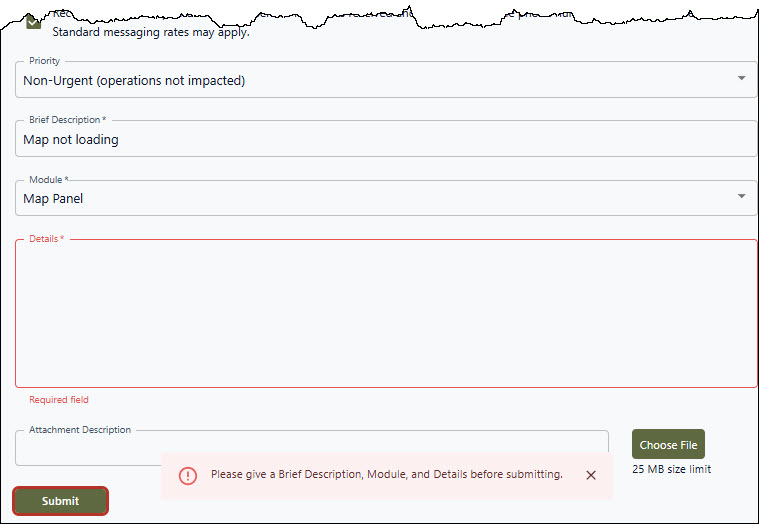 Standard messaging rates may apply.
Priority
Non-Urgent (operations not impacted)
Brief Description *
Map not loading
Module *
Map Panel
Details *
Required field
Attachment Description
Choose File
25 MB size limit
Please give a Brief Description, Module, and Details before submitting.
Submit